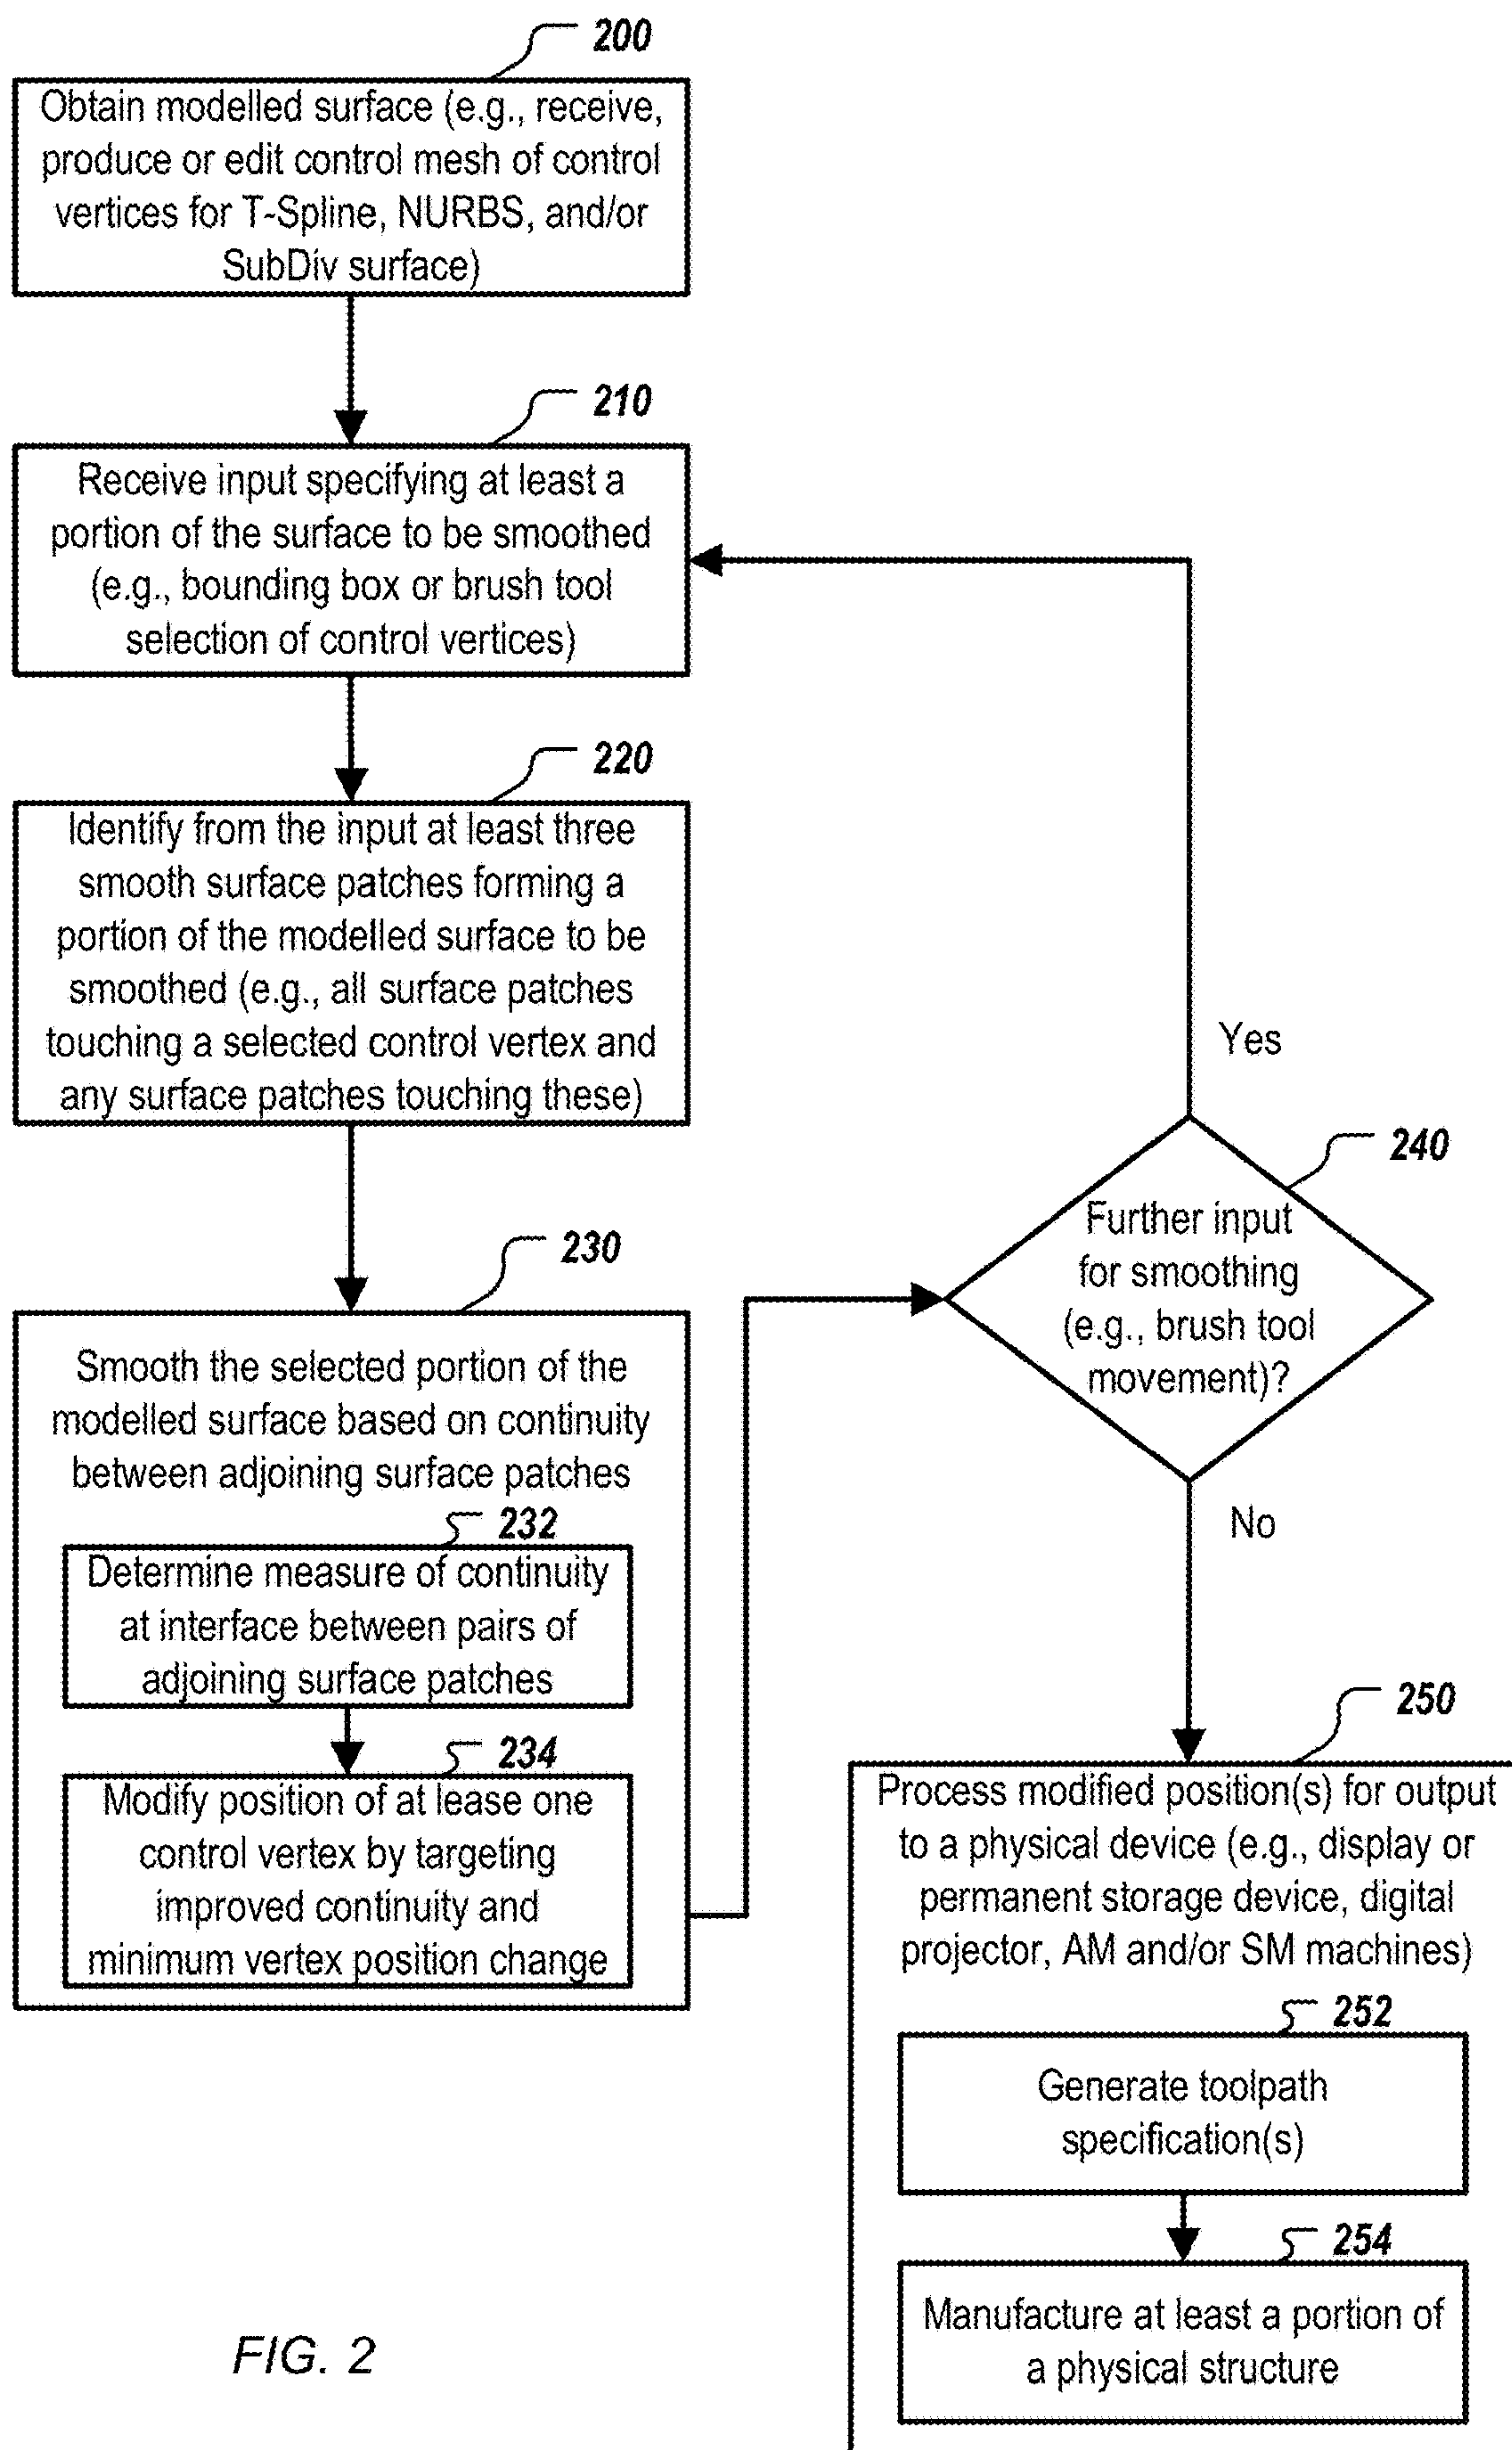 200
Obtain modelled surface (e.g., receive,
produce or edit control mesh of control
vertices for T-Spline, NURBS, and/or
SubDiv surface)
210
Receive input specifying at least a
portion of the surface to be smoothed
(e.g., bounding box or brush tool
selection of control vertices)
220
Identify from the input at least three
smooth surface patches forming a
portion of the modelled surface to be
smoothed (e.g., all surface patches
touching a selected control vertex and
any surface patches touching these)
230
Smooth the selected portion of the
modelled surface based on continuity
between adjoining surface patches
232
Determine measure of continuity
at interface between pairs of
adjoining surface patches
234
Modify position of at lease one
control vertex by targeting
improved continuity and
minimum vertex position change
Yes
240
Further input
for smoothing
(e.g., brush tool
movement)?
No
250
Process modified position(s) for output
to a physical device (e.g., display or
permanent storage device, digital
projector, AM and/or SM machines)
252
Generate toolpath
specification(s)
254
Manufacture at least a portion of
a physical structure
FIG. 2